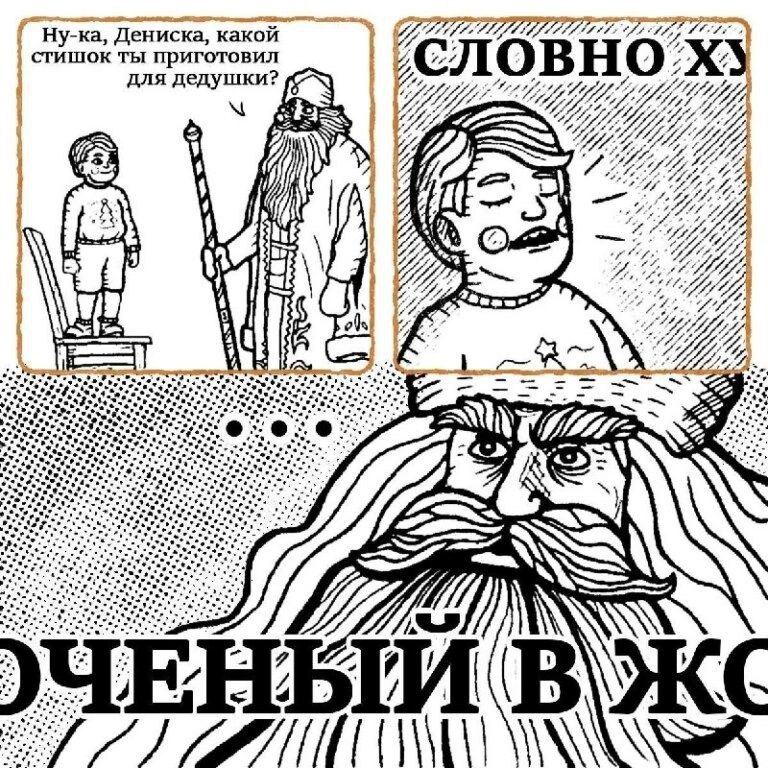 Ну-ка, Дениска, какой
стишок ты приготовил
для дедушки?
СЛОВНО ХУ
...
ОЧЕНЫЙ В ЖО